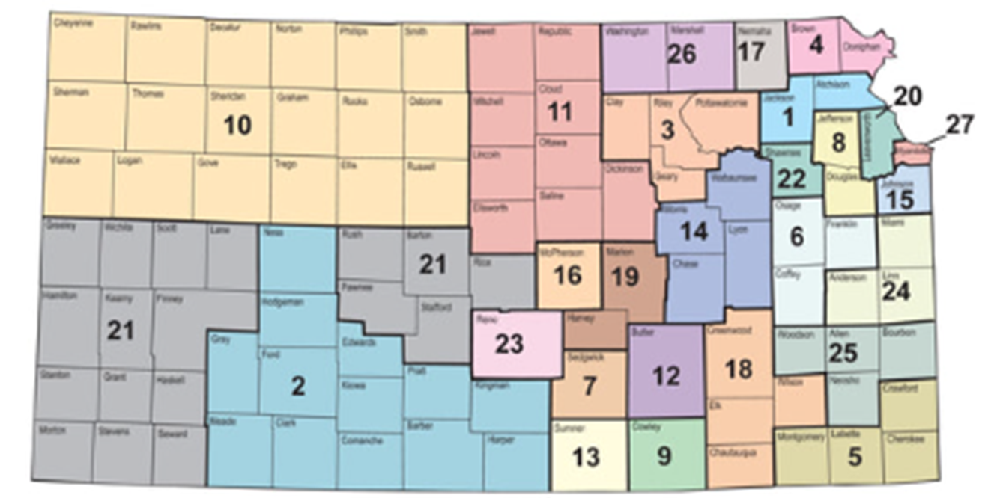 Cheyenne Rawlins Decatur Norton Phillips Smith Jewell Republic Washington Marshall Nemaha Brown Doniphan
26 17 4
Sherman Thomas Sheridan Graham Rooks Osborne Mitchell Cloud Clay Riley Pottawatomie Jackson Atchison
20
10 11 3 1 Jefferson Leavenworth 27
8
Wallace Logan Gove Trego Ellis Russell Lincoln Ottawa Dickinson Geary Wabaunsee Shawnee Douglas Wyandotte Johnson
22 15
Ellsworth Saline Morris Lyon Osage Franklin Miami
14 6
Greeley Wichita Scott Lane Ness Rush Barton Rice McPherson Marion Chase Coffey Anderson Linn
21 16 19 24
Hamilton Kearny Finney Hodgeman Pawnee Stafford Reno Harvey Butler Greenwood Woodson Allen Bourbon
21 23 25
Gray Ford Edwards Sedgwick
2 7 12 18
Stanton Grant Haskell Kiowa Pratt Kingman Elk Wilson Neosho Crawford
Morton Stevens Seward Meade Clark Comanche Barber Harper Sumner Cowley Chautauqua Montgomery Labette Cherokee
13 9 5